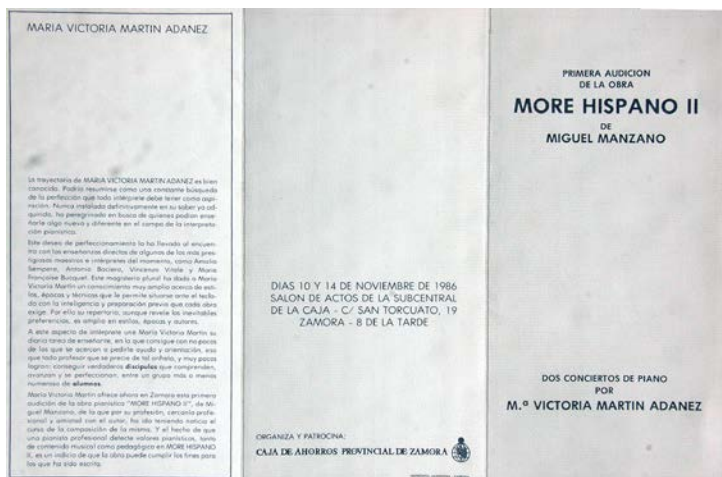 MARIA VICTORIA MARTIN ADANEZ
La trayectoria de MARIA VICTORIA MARTIN ADANEZ es bien
conocida. Podría resumirse como una constante búsqueda
de la perfección que todo intérprete debe tener como aspi-
ración. Nunca instalada definitivamente en su saber ya ad-
quirido, ha peregrinado en busca de quienes podían ense-
ñarle algo nuevo y diferente en el campo de la interpreta-
ción pianística.
Este deseo de perfeccionamiento la ha llevado al encuen-
tro con las enseñanzas directas de algunos de los más pres-
tigiosos maestros e intérpretes del momento, como Amalia
Sempere, Antonio Baciero, Vincenzo Vitale y Marie
Françoise Bucquet. Este magisterio plural ha dado a María
Victoria Martín un conocimiento muy amplio acerca de esti-
los, épocas y técnicas que le permite situarse ante el tecla-
do con la inteligencia y preparación previa que cada obra
exige. Por ello su repertorio, aunque revele las inevitables
preferencias, es amplio en estilos, épocas y autores.
A este aspecto de intérprete une María Victoria Martín su
diaria tarea de enseñante, en la que consigue con no pocos
de los que se acercan a pedirle ayuda y orientación, eso
que todo profesor que se precie de tal anhela, y muy pocos
logran: conseguir verdaderos discípulos que comprenden,
avanzan y se perfeccionan, entre un grupo más o menos
numeroso de alumnos.
María Victoria Martín ofrece ahora en Zamora esta primera
audición de la obra pianística "MORE HISPANO II", de Mi-
guel Manzano, de la que por su profesión, cercanía profe-
sional y amistad con el autor, ha ido teniendo noticia el
curso de la composición de la misma. Y el hecho de que
una pianista profesional detecte valores pianísticos, tanto
de contenido musical como pedagógico en MORE HISPANO
II, es un indicio de que la obra puede cumplir los fines para
los que ha sido escrita.
DIAS 10 Y 14 DE NOVIEMBRE DE 1986
SALON DE ACTOS DE LA SUBCENTRAL
DE LA CAJA - C/ SAN TORCUATO, 19
ZAMORA - 8 DE LA TARDE
ORGANIZA Y PATROCINA:
CAJA DE AHORROS PROVINCIAL DE ZAMORA
PRIMERA AUDICION
DE LA OBRA
MORE HISPANO II
DE
MIGUEL MANZANO
DOS CONCIERTOS DE PIANO
POR
M.ª VICTORIA MARTIN ADANEZ